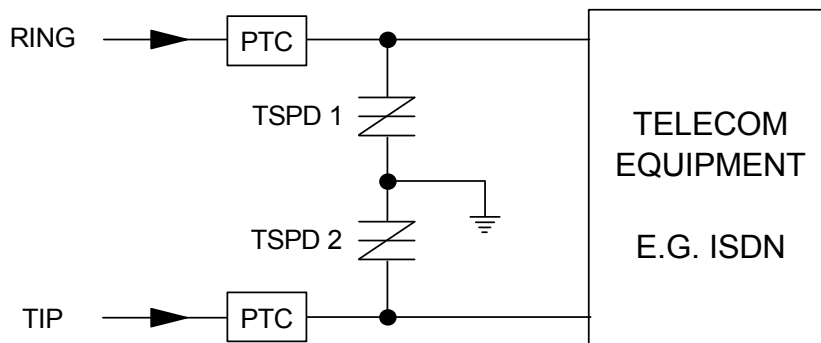 RING
PTC
TSPD 1
TELECOM
EQUIPMENT
E.G. ISDN
TSPD 2
TIP
PTC